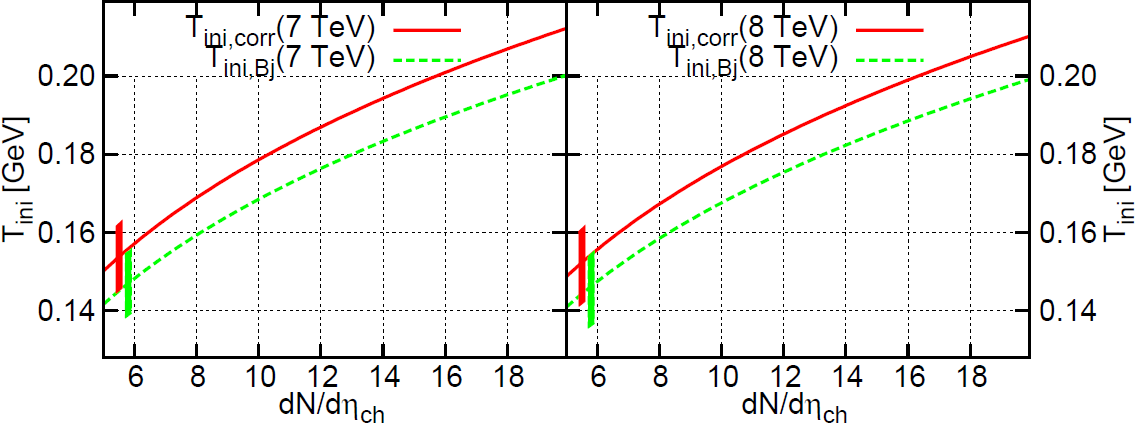 T_ini,corr(7 TeV)
T_ini,Bj(7 TeV)
T_ini,corr(8 TeV)
T_ini,Bj(8 TeV)
T_ini [GeV]
0.20
0.18
0.16
0.14
0.20
0.18
0.16
0.14
T_ini [GeV]
6 8 10 12 14 16 18
6 8 10 12 14 16 18
dN/dη_ch
dN/dη_ch